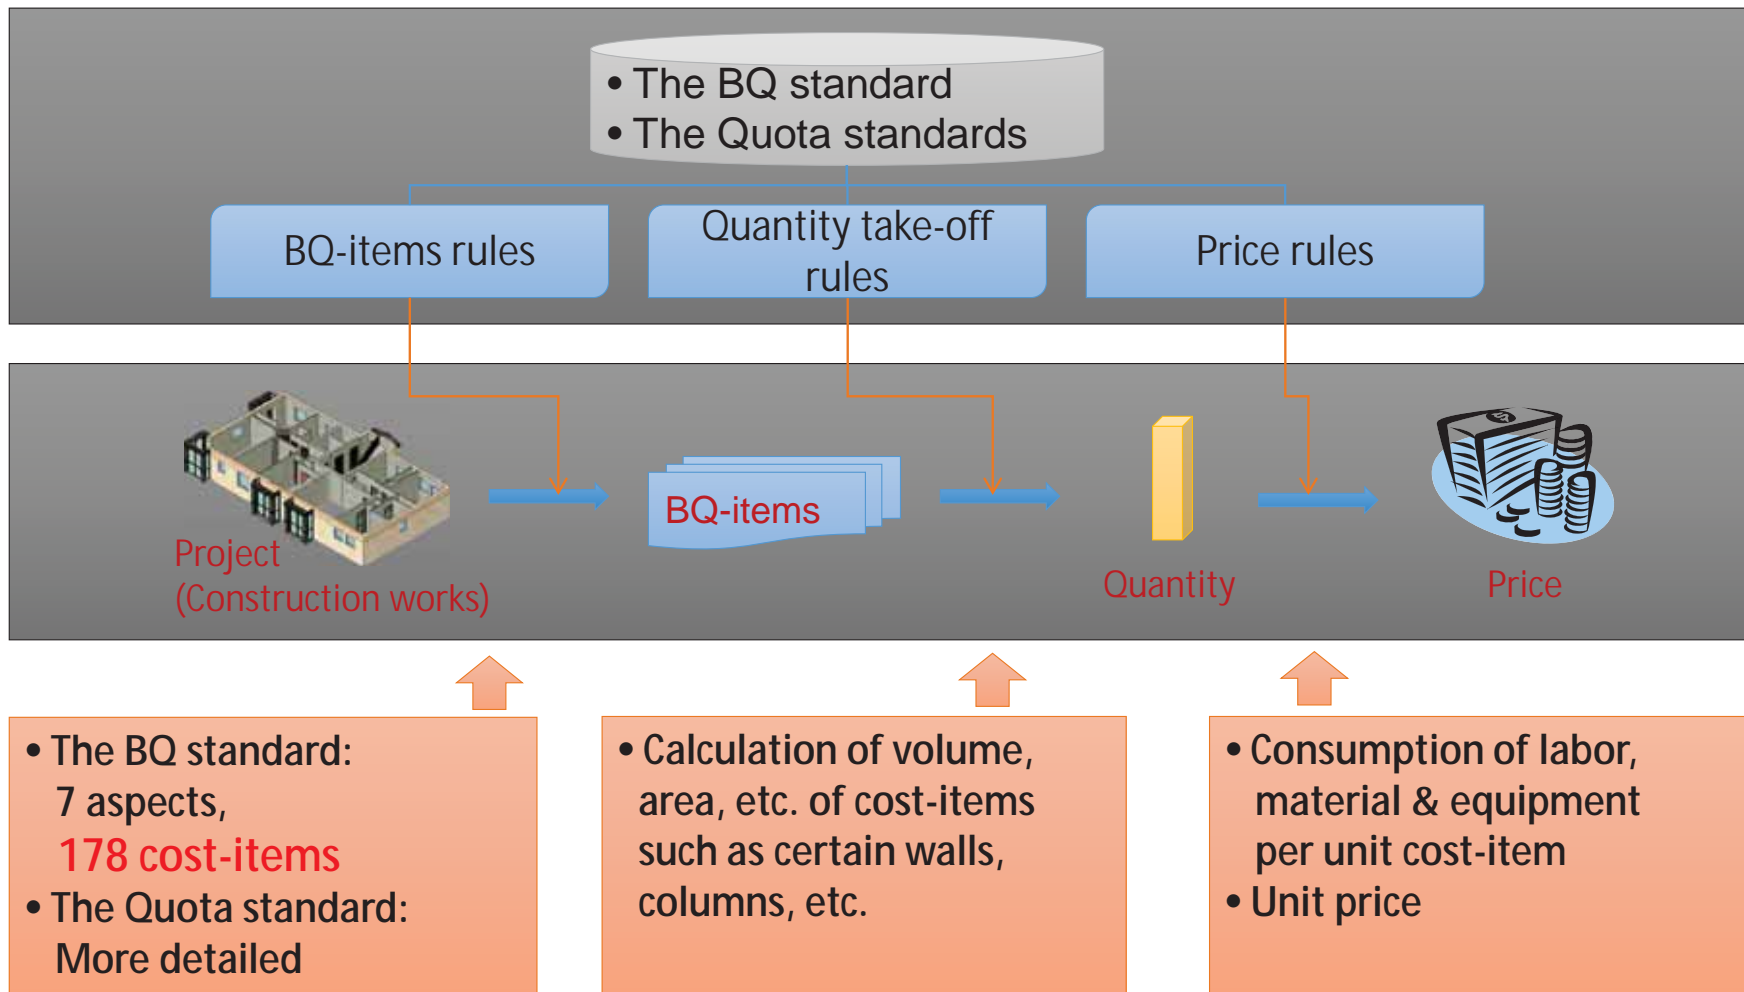 • The BQ standard
• The Quota standards
BQ-items rules
Quantity take-off
rules
Price rules
Project
(Construction works)
BQ-items
Quantity
Price
• The BQ standard:
7 aspects,
178 cost-items
• The Quota standard:
More detailed
• Calculation of volume,
area, etc. of cost-items
such as certain walls,
columns, etc.
• Consumption of labor,
material & equipment
per unit cost-item
• Unit price